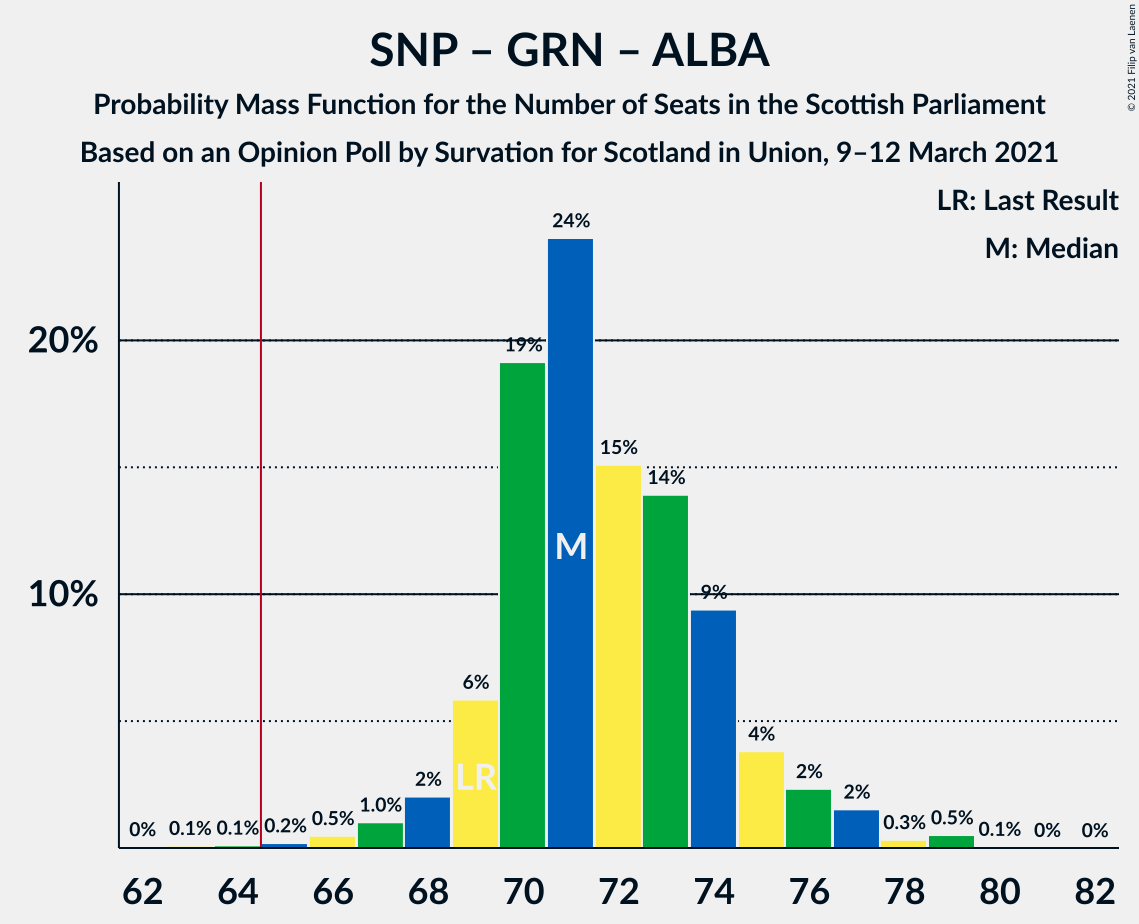 SNP – GRN – ALBA
Probability Mass Function for the Number of Seats in the Scottish Parliament
Based on an Opinion Poll by Survation for Scotland in Union, 9–12 March 2021
© 2021 Filip van Laenen
LR: Last Result
M: Median
20%
10%
0%
0.1%
0.1%
0.2%
0.5%
1.0%
2%
6%
19%
24%
15%
14%
9%
4%
2%
2%
0.3%
0.5%
0.1%
0%
0%
LR
M
62 64 66 68 70 72 74 76 78 80 82